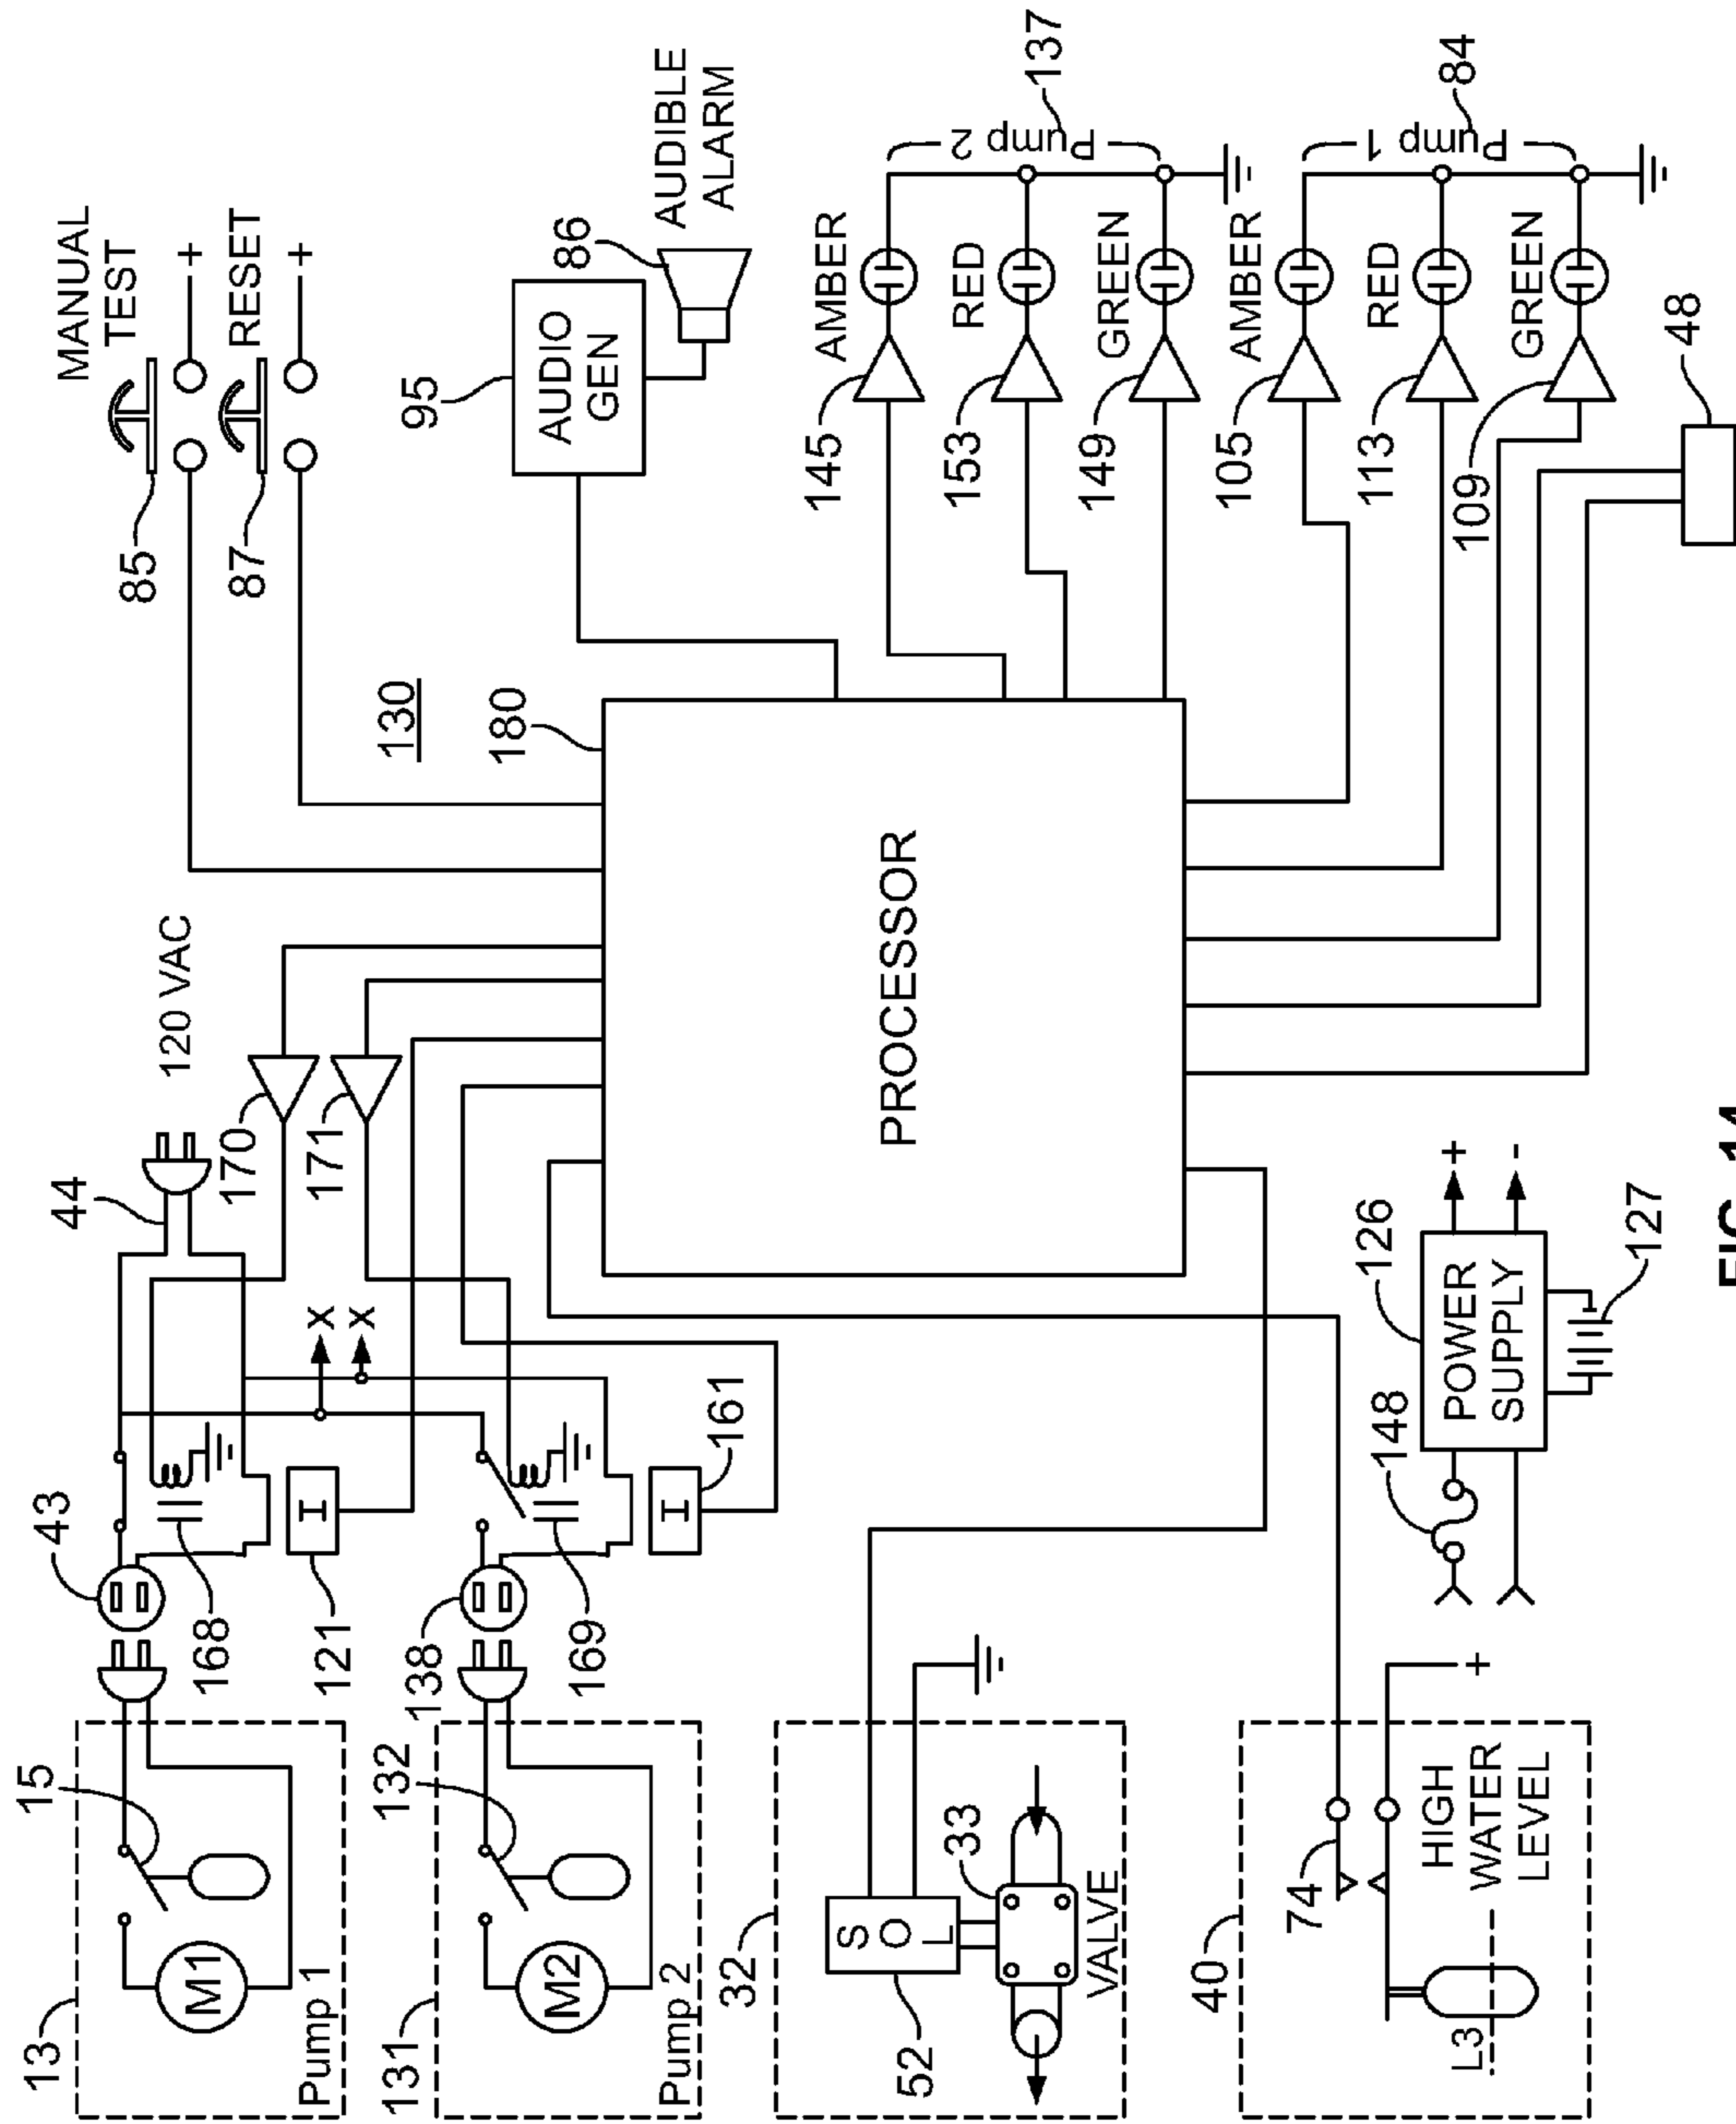 13
15
43
44
120 VAC
MANUAL
TEST
85
+
M1
168
170
RESET
87
+
Pump 1
121
I
171
X
X
131
132
138
130
95
M2
169
180
AUDIO
GEN
86
AUDIBLE
ALARM
Pump 2
161
I
32
52
SOL
33
VALVE
PROCESSOR
145
AMBER
153
RED
149
GREEN
Pump 2
137
40
74
L3
HIGH
WATER
LEVEL
+
148
126
POWER
SUPPLY
+
-
127
105
AMBER
113
RED
109
GREEN
Pump 1
84
48